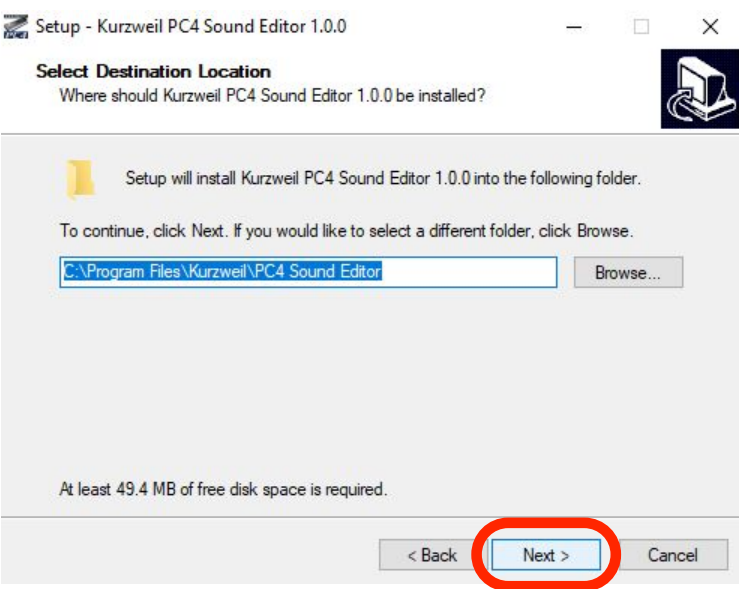 Setup - Kurzweil PC4 Sound Editor 1.0.0
Select Destination Location
Where should Kurzweil PC4 Sound Editor 1.0.0 be installed?
Setup will install Kurzweil PC4 Sound Editor 1.0.0 into the following folder.
To continue, click Next. If you would like to select a different folder, click Browse.
C:\Program Files\Kurzweil\PC4 Sound Editor
Browse...
At least 49.4 MB of free disk space is required.
< Back Next > Cancel